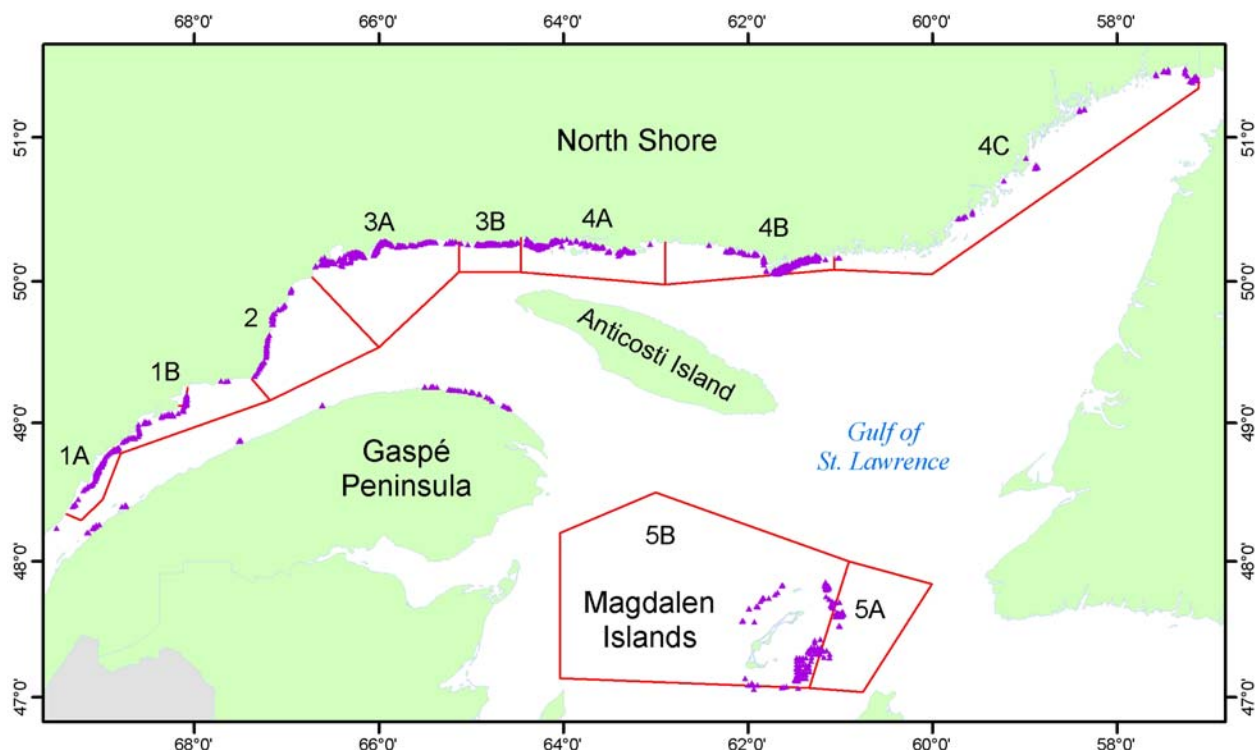 68°0' 66°0' 64°0' 62°0' 60°0' 58°0'
51°0' 51°0'
North Shore
4C
3A 3B 4A 4B
50°0' 50°0'
2
Anticosti Island
1B
49°0' 49°0'
Gulf of
St. Lawrence
1A
Gaspé
Peninsula
48°0' 48°0'
5B
Magdalen
Islands
5A
47°0' 47°0'
68°0' 66°0' 64°0' 62°0' 60°0' 58°0'